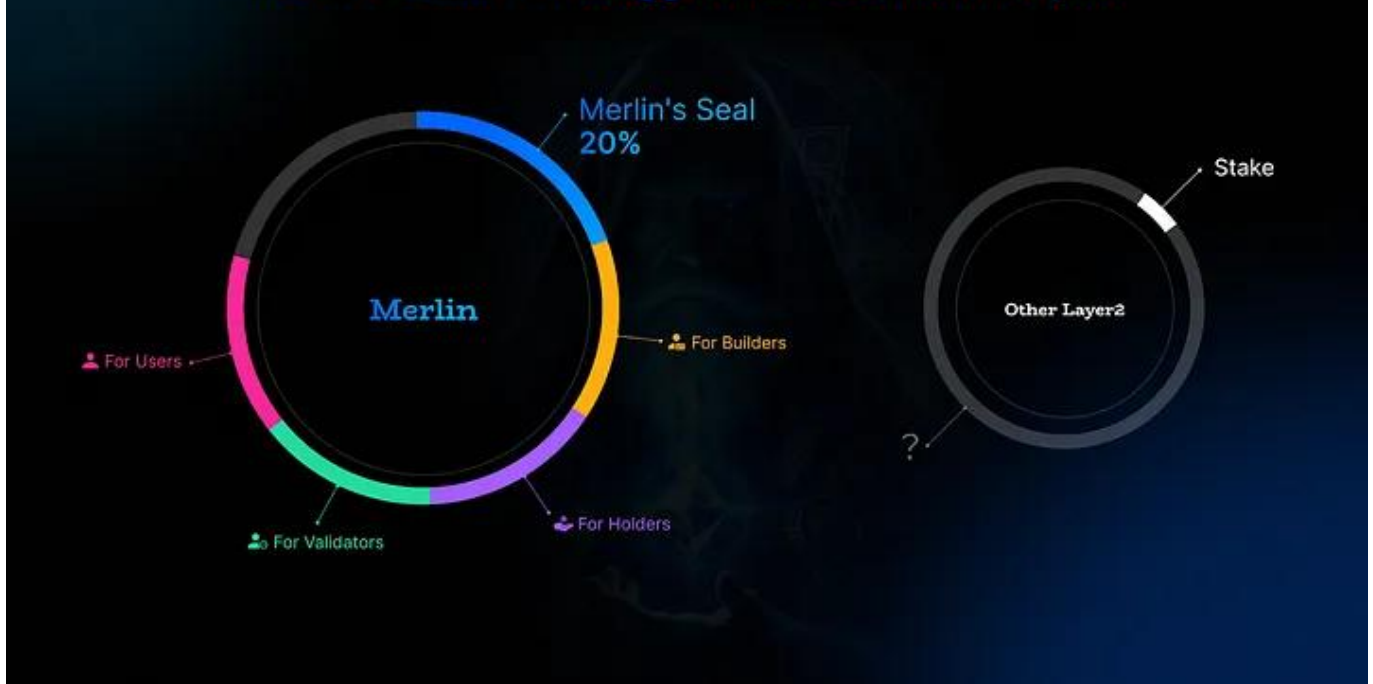 Merlin's Seal
20%
Stake
Merlin
Other Layer2
For Builders
For Users
?
For Holders
For Validators